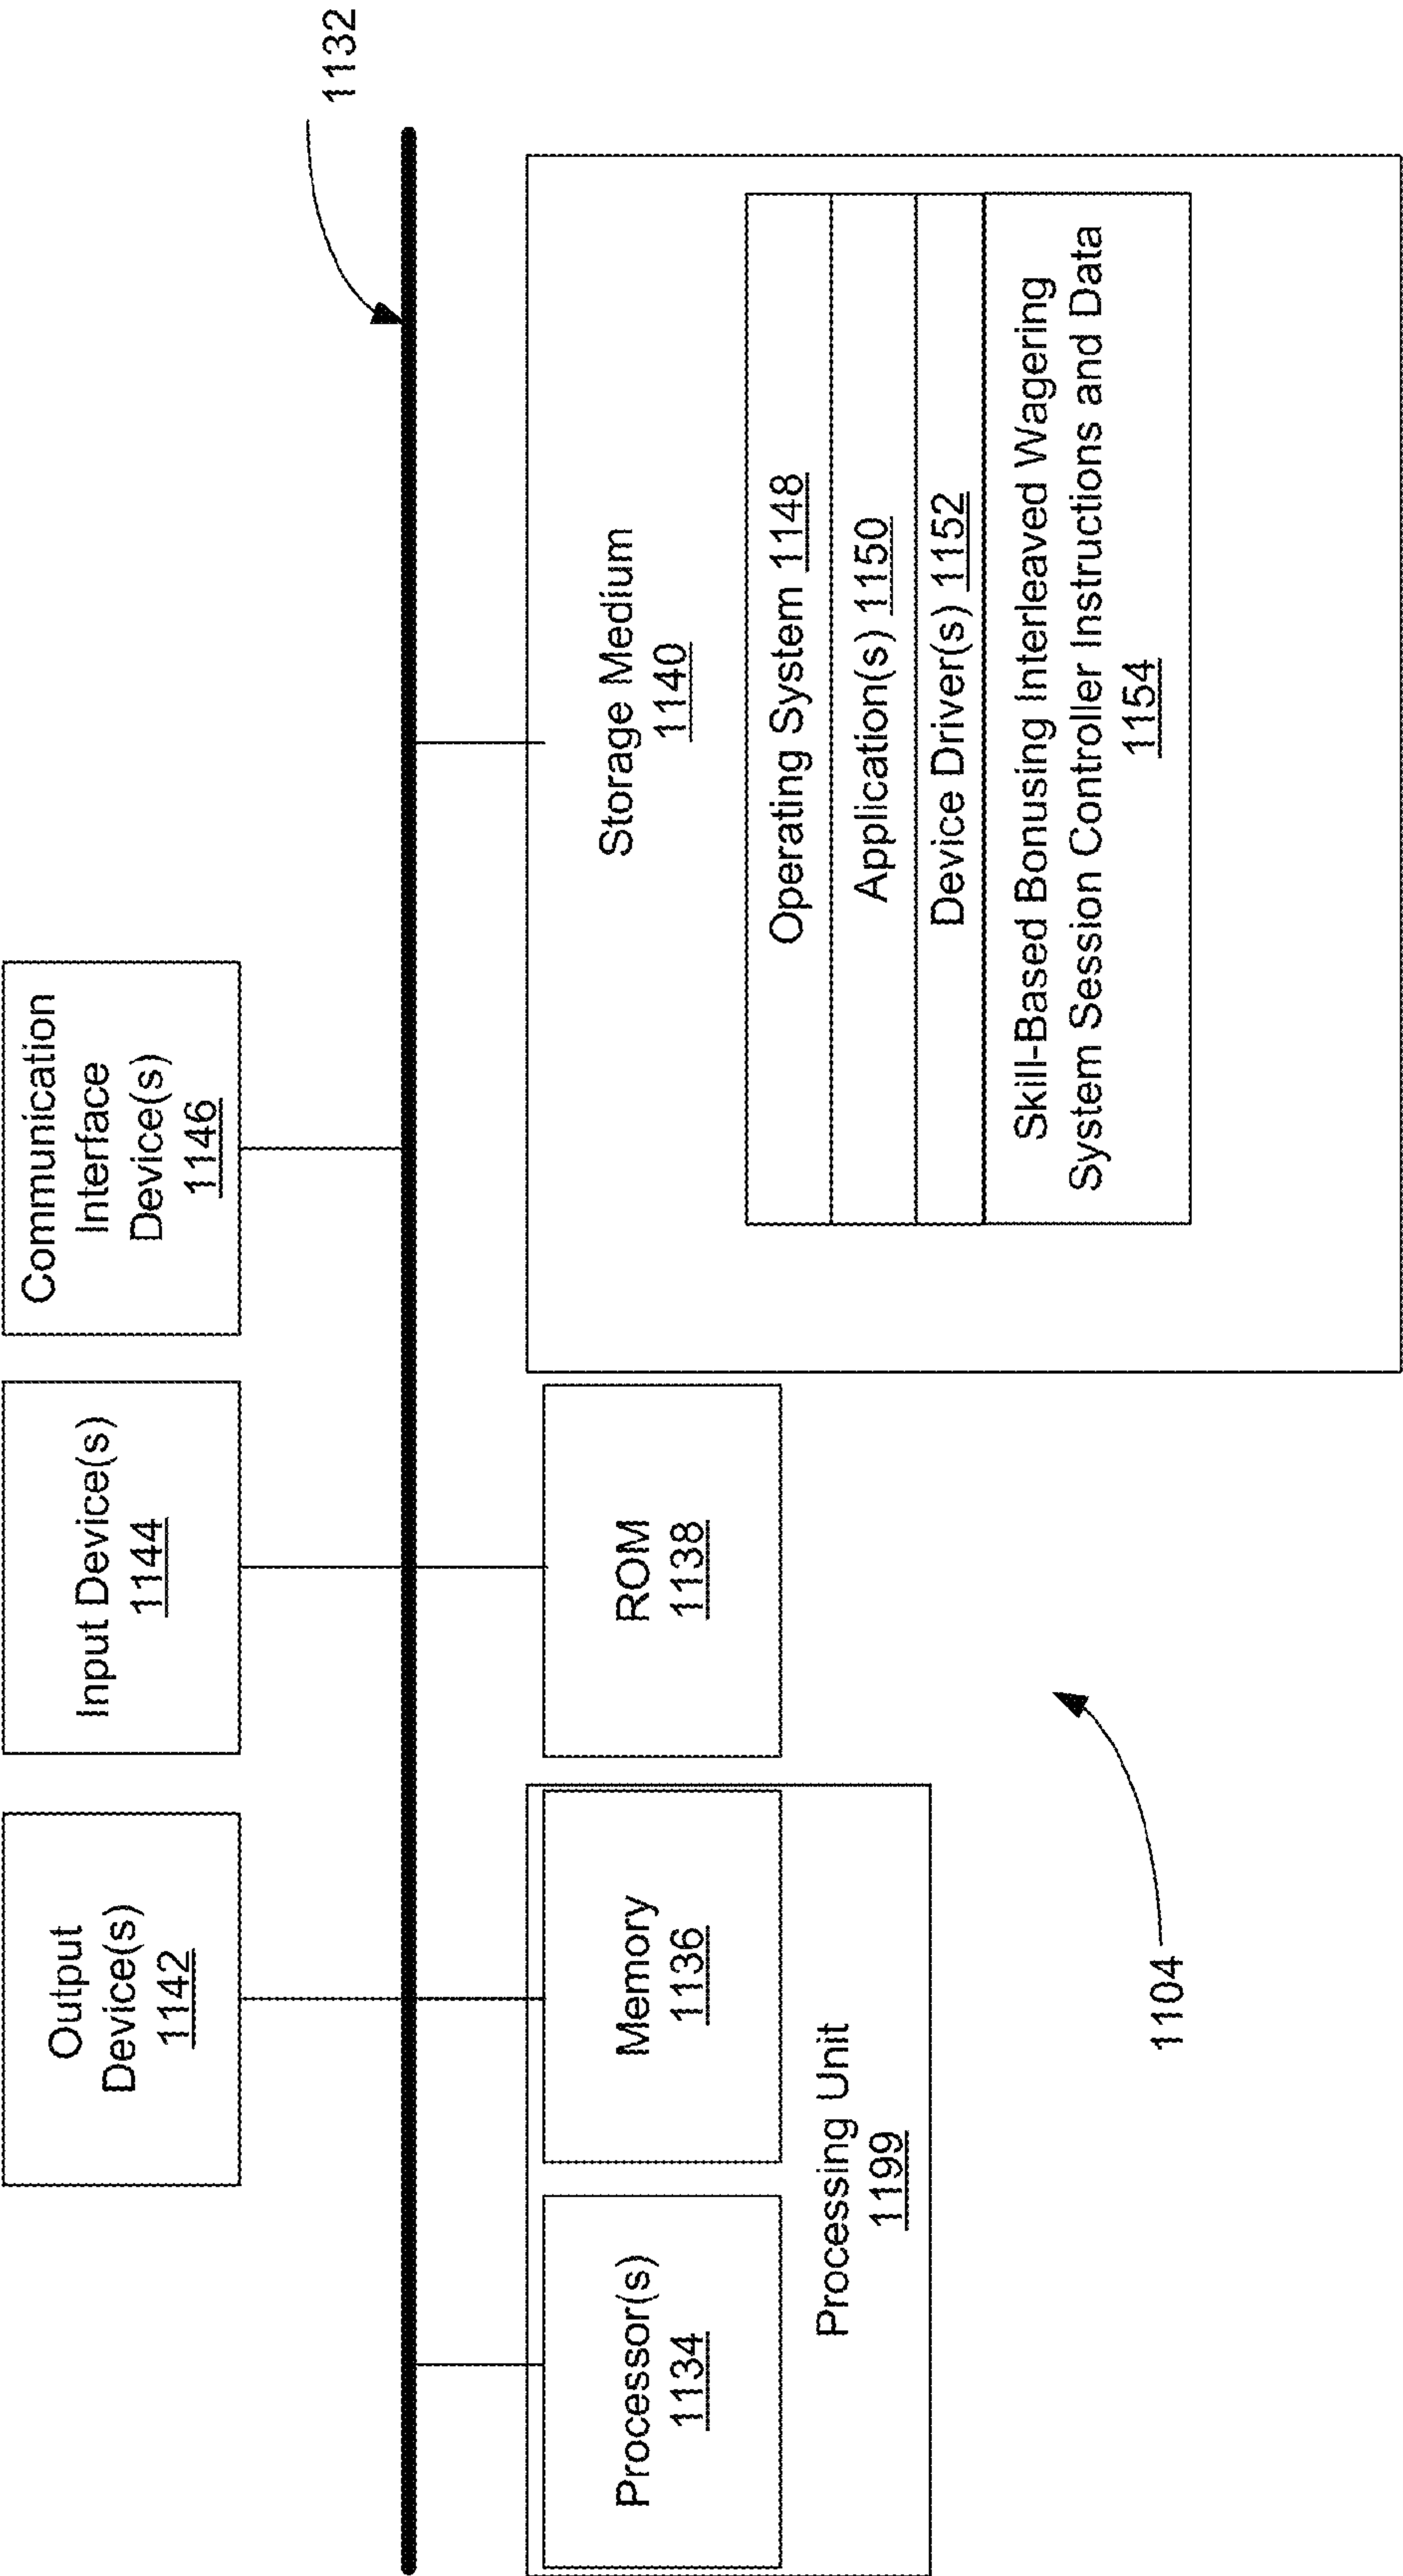 Output
Device(s)
1142
Input Device(s)
1144
Communication
Interface
Device(s)
1146
1132
Processor(s)
1134
Memory
1136
Processing Unit
1199
ROM
1138
Storage Medium
1140
Operating System 1148
Application(s) 1150
Device Driver(s) 1152
Skill-Based Bonusing Interleaved Wagering
System Session Controller Instructions and Data
1154
1104